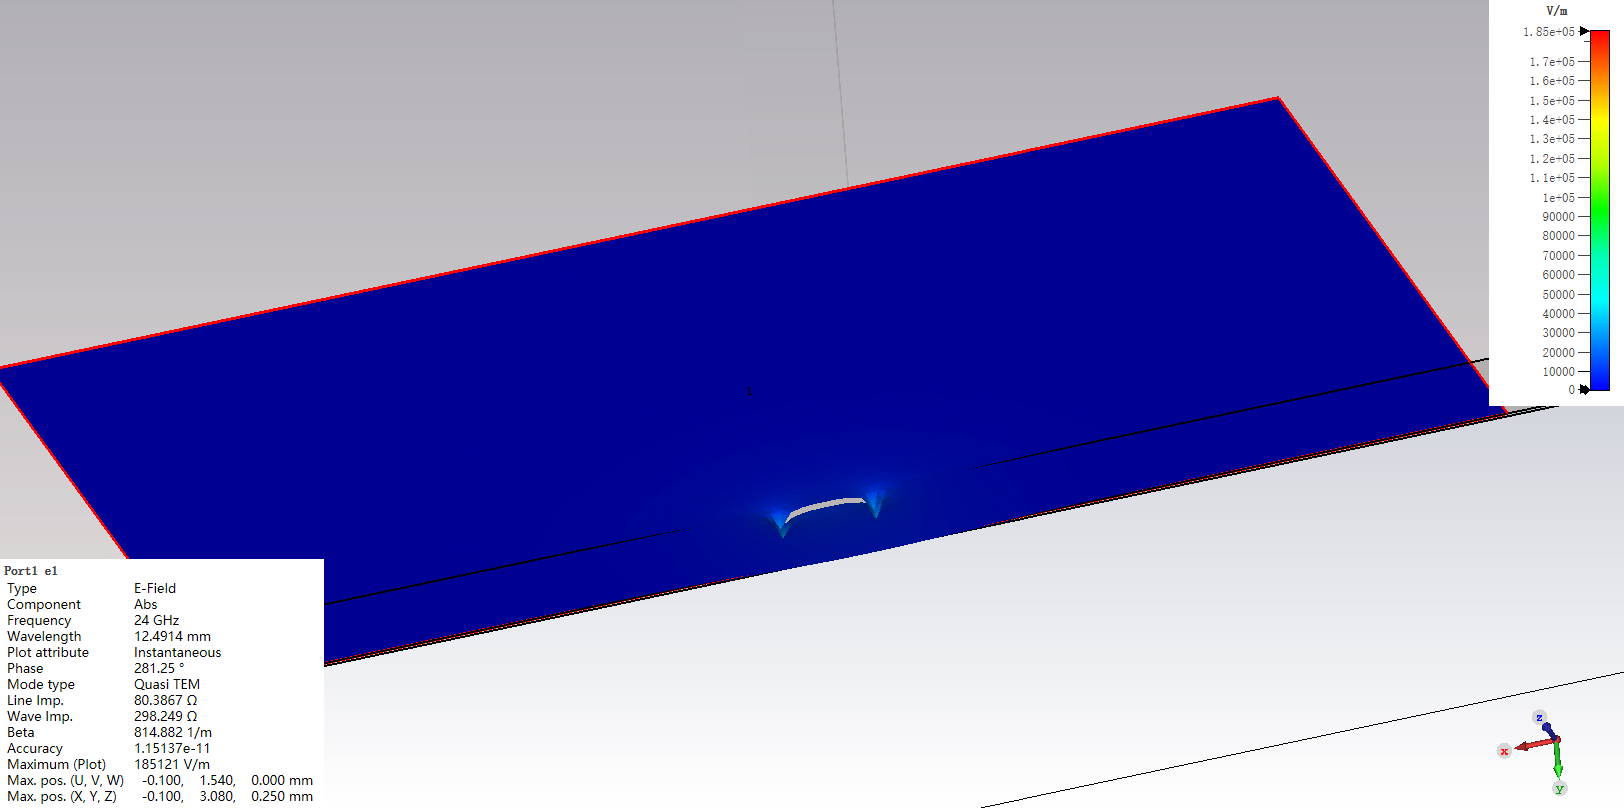 V/m
1.85e+05
1.7e+05
1.6e+05
1.5e+05
1.4e+05
1.3e+05
1.2e+05
1.1e+05
1e+05
90000
80000
70000
60000
50000
40000
30000
20000
10000
0
Port1 e1
Type E-Field
Component Abs
Frequency 24 GHz
Wavelength 12.4914 mm
Plot attribute Instantaneous
Phase 281.25 °
Mode type Quasi TEM
Line Imp. 80.3867 Ω
Wave Imp. 298.249 Ω
Beta 814.882 1/m
Accuracy 1.15137e-11
Maximum (Plot) 185121 V/m
Max. pos. (U, V, W) -0.100, 1.540, 0.000 mm
Max. pos. (X, Y, Z) -0.100, 3.080, 0.250 mm
z
x
y